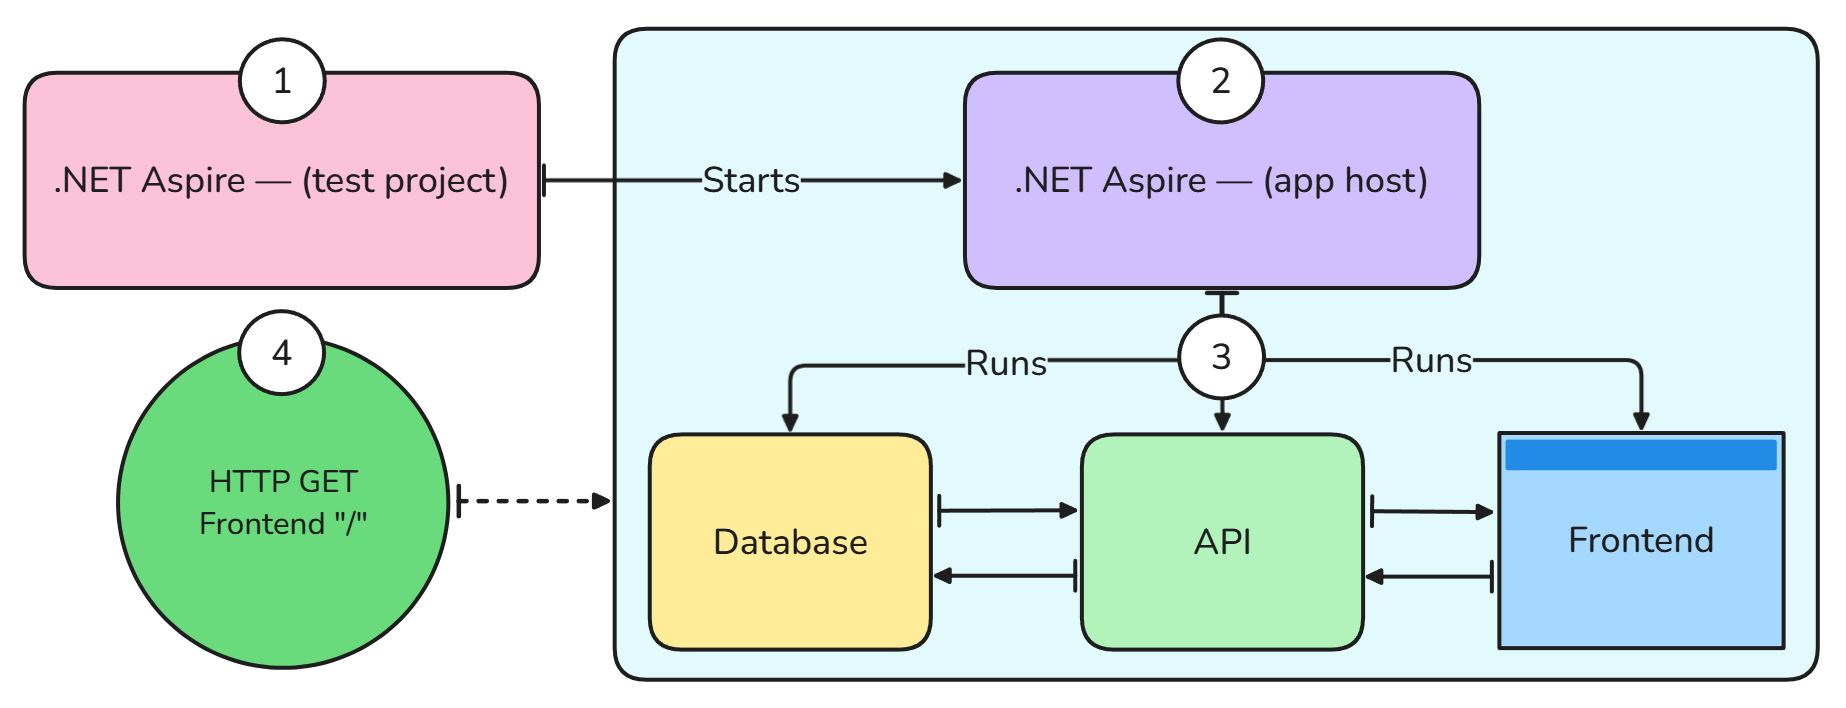 1
.NET Aspire — (test project)
Starts
2
.NET Aspire — (app host)
3
Runs
Runs
4
HTTP GET
Frontend "/"
Database
API
Frontend